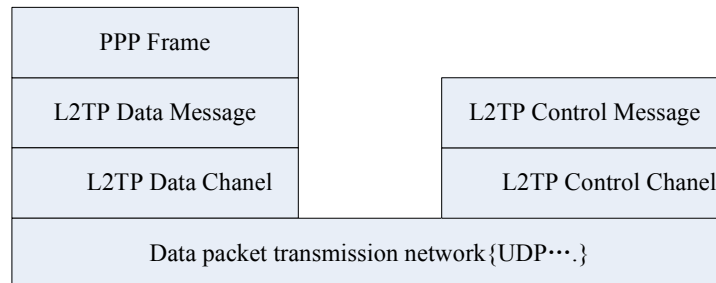 PPP Frame
L2TP Data Message
L2TP Control Message
L2TP Data Chanel
L2TP Control Chanel
Data packet transmission network{UDP⋯.}